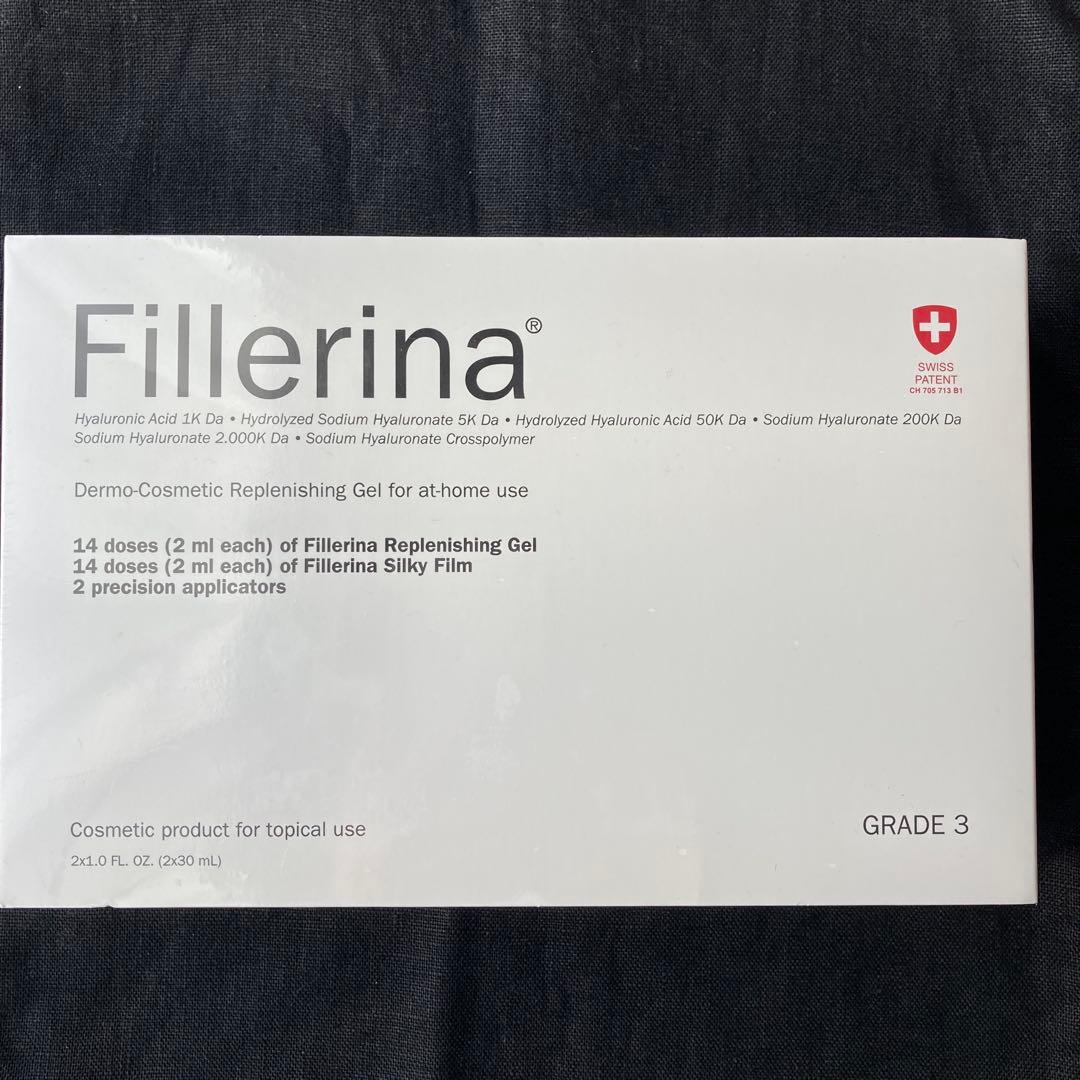 Fillerina®
SWISS
PATENT
CH 705 713 B1
Hyaluronic Acid 1K Da • Hydrolyzed Sodium Hyaluronate 5K Da • Hydrolyzed Hyaluronic Acid 50K Da • Sodium Hyaluronate 200K Da
Sodium Hyaluronate 2.000K Da • Sodium Hyaluronate Crosspolymer
Dermo-Cosmetic Replenishing Gel for at-home use
14 doses (2 ml each) of Fillerina Replenishing Gel
14 doses (2 ml each) of Fillerina Silky Film
2 precision applicators
Cosmetic product for topical use
2x1.0 FL. OZ. (2x30 mL)
GRADE 3